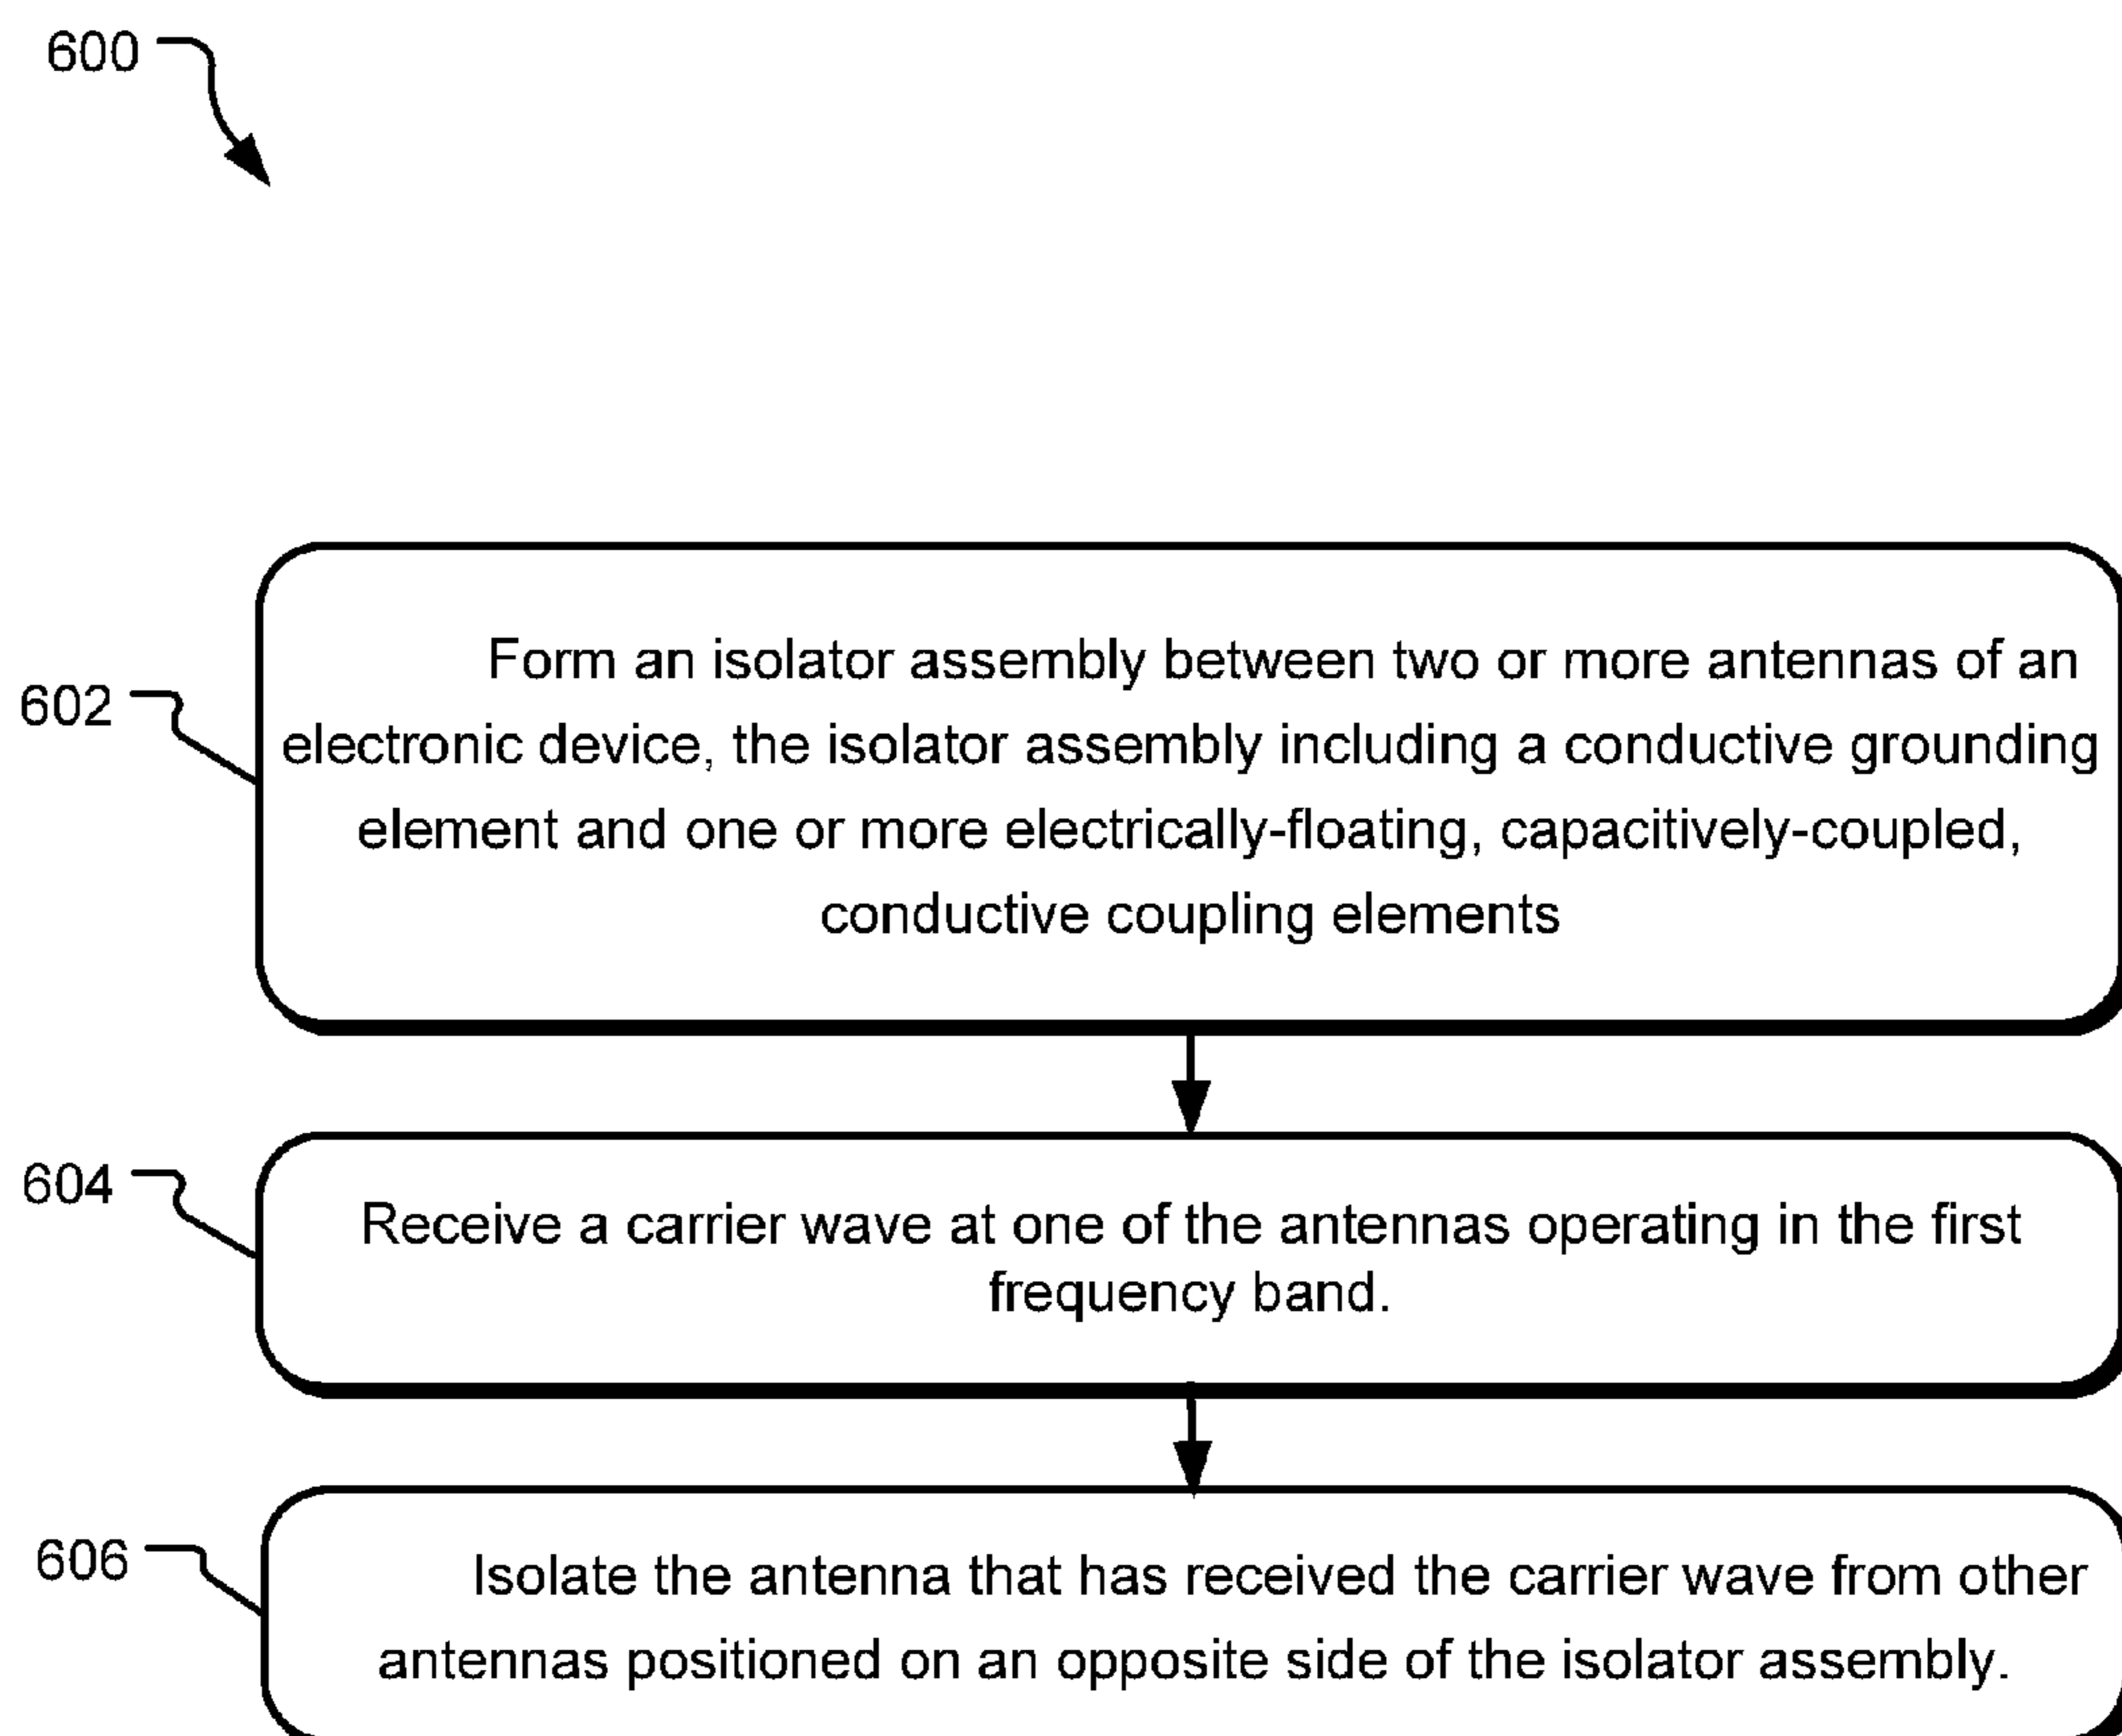 600
602
Form an isolator assembly between two or more antennas of an
electronic device, the isolator assembly including a conductive grounding
element and one or more electrically-floating, capacitively-coupled,
conductive coupling elements
604
Receive a carrier wave at one of the antennas operating in the first
frequency band.
606
Isolate the antenna that has received the carrier wave from other
antennas positioned on an opposite side of the isolator assembly.